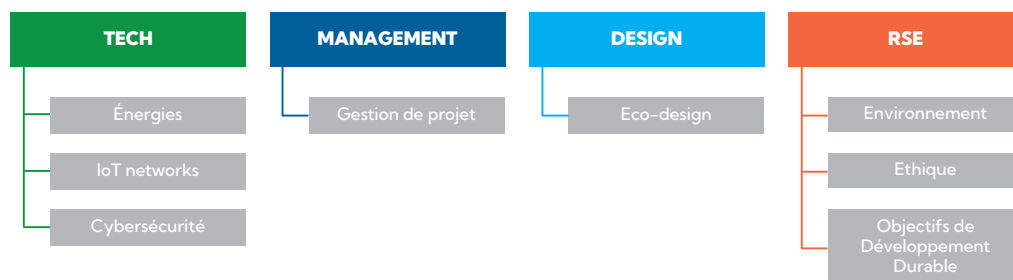 TECH
Énergies
IoT networks
Cybersécurité
MANAGEMENT
Gestion de projet
DESIGN
Eco-design
RSE
Environnement
Ethique
Objectifs de
Développement
Durable